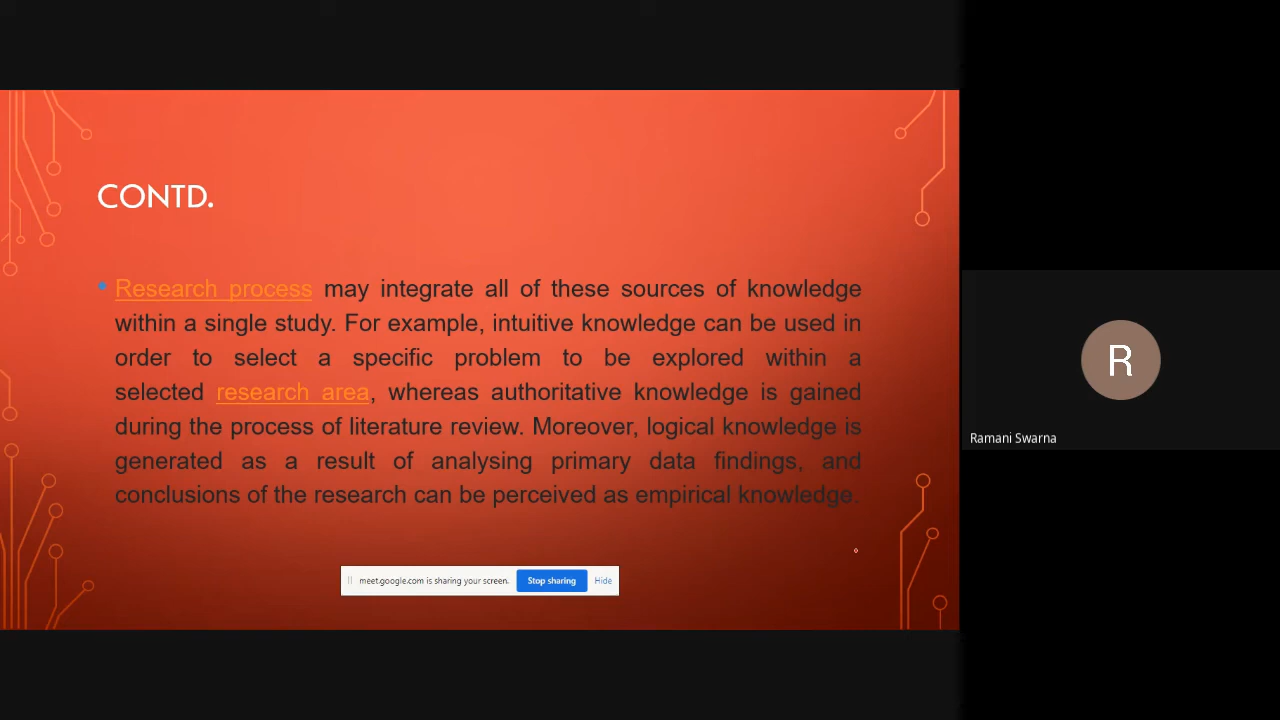 CONTD.
• Research process may integrate all of these sources of knowledge
within a single study. For example, intuitive knowledge can be used in
order to select a specific problem to be explored within a
selected research area, whereas authoritative knowledge is gained
during the process of literature review. Moreover, logical knowledge is
generated as a result of analysing primary data findings, and
conclusions of the research can be perceived as empirical knowledge.
meet.google.com is sharing your screen. Stop sharing Hide
R
Ramani Swarna